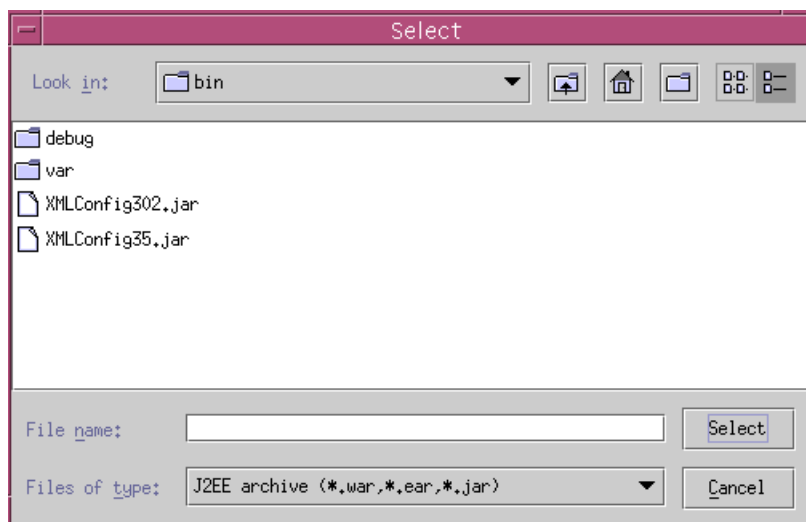 Select
Look in: bin
debug
var
XMLConfig302.jar
XMLConfig35.jar
File name: Select
Files of type: J2EE archive (*.war,*.ear,*.jar) Cancel